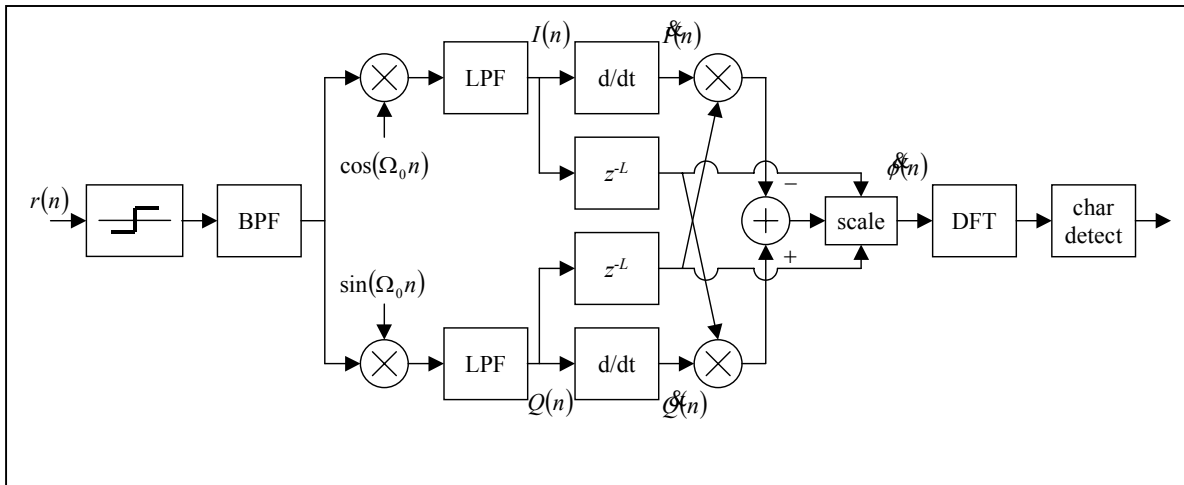 I(n)
İ(n)
LPF
d/dt
cos(Ω₀n)
z⁻ᴸ
φ̇(n)
r(n)
−
BPF
+
scale
DFT
char
detect
+
z⁻ᴸ
sin(Ω₀n)
LPF
d/dt
Q(n)
Q̇(n)